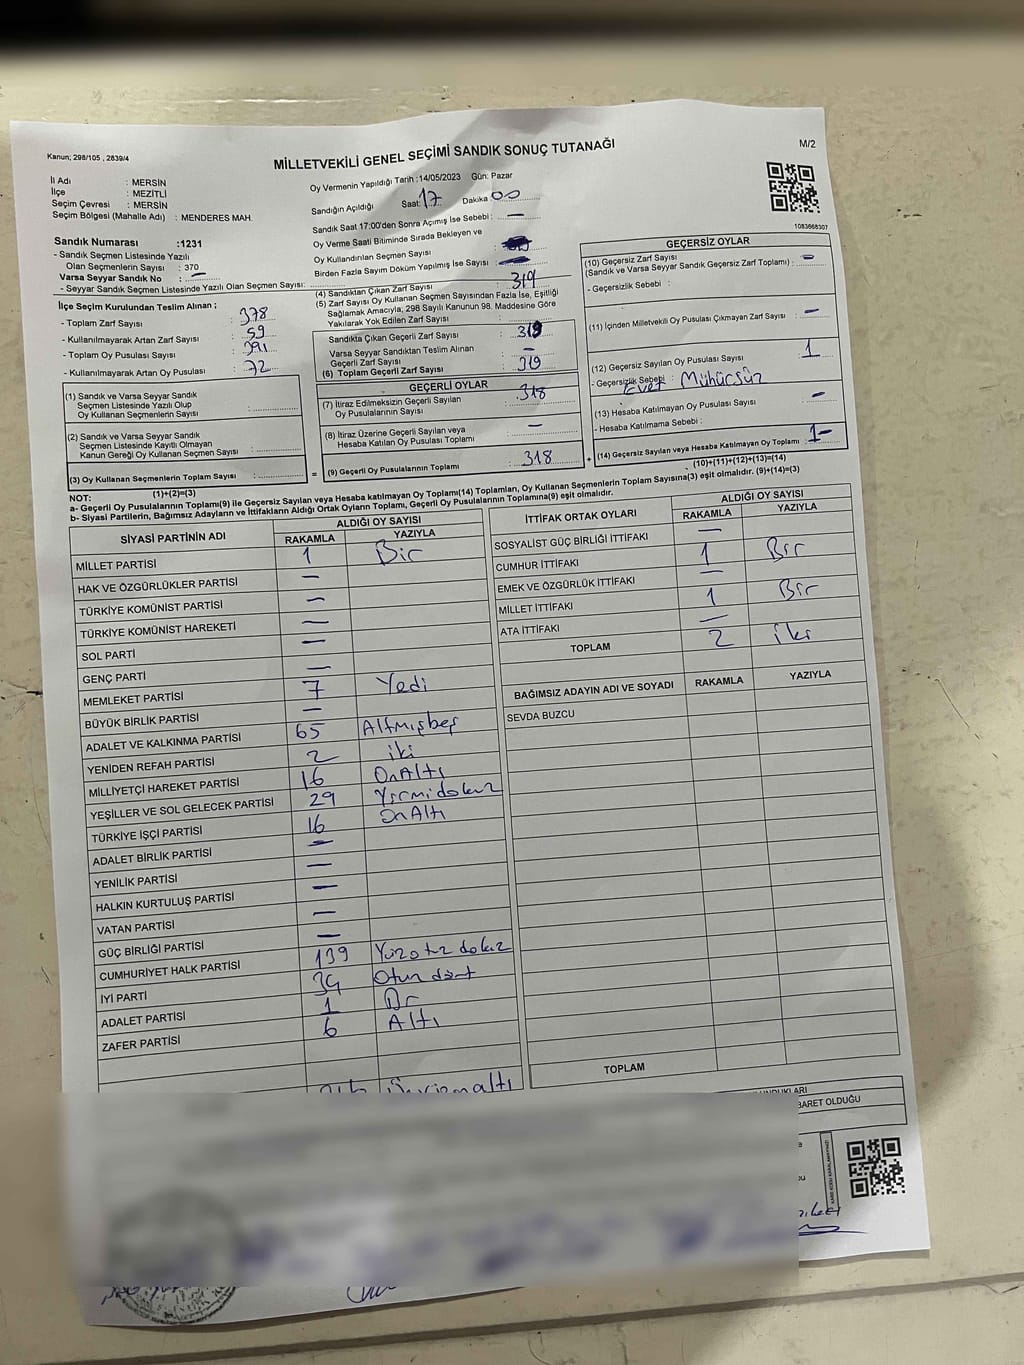 Kanun; 298/105 , 2839/4
MİLLETVEKİLİ GENEL SEÇİMİ SANDIK SONUÇ TUTANAĞI
M/2
İl Adı : MERSİN
İlçe : MEZİTLİ
Seçim Çevresi : MERSİN
Seçim Bölgesi (Mahalle Adı) : MENDERES MAH.
Oy Vermenin Yapıldığı Tarih :14/05/2023 Gün: Pazar
Sandığın Açıldığı Saat: 17 Dakika 00
Sandık Saat 17:00'den Sonra Açılmış İse Sebebi : —
Oy Verme Saati Bitiminde Sırada Bekleyen ve
Oy Kullandırılan Seçmen Sayısı :
Birden Fazla Sayım Döküm Yapılmış İse Sayısı :
1083668307
Sandık Numarası :1231
- Sandık Seçmen Listesinde Yazılı
Olan Seçmenlerin Sayısı : 370
Varsa Seyyar Sandık No : —
- Seyyar Sandık Seçmen Listesinde Yazılı Olan Seçmen Sayısı:
İlçe Seçim Kurulundan Teslim Alınan ;
- Toplam Zarf Sayısı : 378
- Kullanılmayarak Artan Zarf Sayısı : 59
- Toplam Oy Pusulası Sayısı : 391
- Kullanılmayarak Artan Oy Pusulası : 72
(4) Sandıktan Çıkan Zarf Sayısı : 319
(5) Zarf Sayısı Oy Kullanan Seçmen Sayısından Fazla İse, Eşitliği
Sağlamak Amacıyla; 298 Sayılı Kanunun 98. Maddesine Göre
Yakılarak Yok Edilen Zarf Sayısı :
Sandıkta Çıkan Geçerli Zarf Sayısı : 319
Varsa Seyyar Sandıktan Teslim Alınan
Geçerli Zarf Sayısı : —
(6) Toplam Geçerli Zarf Sayısı : 319
GEÇERSİZ OYLAR
(10) Geçersiz Zarf Sayısı : —
(Sandık ve Varsa Seyyar Sandık Geçersiz Zarf Toplamı)
- Geçersizlik Sebebi :
(11) İçinden Milletvekili Oy Pusulası Çıkmayan Zarf Sayısı : —
(12) Geçersiz Sayılan Oy Pusulası Sayısı : 1
- Geçersizlik Sebebi : Evet Mühürsüz
(13) Hesaba Katılmayan Oy Pusulası Sayısı : —
- Hesaba Katılmama Sebebi :
(14) Geçersiz Sayılan veya Hesaba Katılmayan Oy Toplamı : 1-
(10)+(11)+(12)+(13)=(14)
(1) Sandık ve Varsa Seyyar Sandık
Seçmen Listesinde Yazılı Olup
Oy Kullanan Seçmenlerin Sayısı :
(2) Sandık ve Varsa Seyyar Sandık
Seçmen Listesinde Kayıtlı Olmayan
Kanun Gereği Oy Kullanan Seçmen Sayısı :
(3) Oy Kullanan Seçmenlerin Toplam Sayısı :
(1)+(2)=(3)
GEÇERLİ OYLAR
(7) İtiraz Edilmeksizin Geçerli Sayılan
Oy Pusulalarının Sayısı : 318
(8) İtiraz Üzerine Geçerli Sayılan veya
Hesaba Katılan Oy Pusulası Toplamı : —
= (9) Geçerli Oy Pusulalarının Toplamı : 318 +
NOT:
a- Geçerli Oy Pusulalarının Toplamı(9) ile Geçersiz Sayılan veya Hesaba katılmayan Oy Toplamı(14) Toplamları, Oy Kullanan Seçmenlerin Toplam Sayısına(3) eşit olmalıdır. (9)+(14)=(3)
b- Siyasi Partilerin, Bağımsız Adayların ve İttifakların Aldığı Ortak Oyların Toplamı, Geçerli Oy Pusulalarının Toplamına(9) eşit olmalıdır.
SİYASİ PARTİNİN ADI ALDIĞI OY SAYISI
RAKAMLA YAZIYLA
MİLLET PARTİSİ 1 Bir
HAK VE ÖZGÜRLÜKLER PARTİSİ —
TÜRKİYE KOMÜNİST PARTİSİ —
TÜRKİYE KOMÜNİST HAREKETİ —
SOL PARTİ —
GENÇ PARTİ —
MEMLEKET PARTİSİ 7 Yedi
BÜYÜK BİRLİK PARTİSİ —
ADALET VE KALKINMA PARTİSİ 65 Altmışbeş
YENİDEN REFAH PARTİSİ 2 iki
MİLLİYETÇİ HAREKET PARTİSİ 16 OnAltı
YEŞİLLER VE SOL GELECEK PARTİSİ 29 Yirmidokuz
TÜRKİYE İŞÇİ PARTİSİ 16 OnAltı
ADALET BİRLİK PARTİSİ —
YENİLİK PARTİSİ —
HALKIN KURTULUŞ PARTİSİ —
VATAN PARTİSİ —
GÜÇ BİRLİĞİ PARTİSİ —
CUMHURİYET HALK PARTİSİ 139 Yüzotuz dokuz
İYİ PARTİ 34 Otuz dört
ADALET PARTİSİ 1 Bir
ZAFER PARTİSİ 6 Altı
İTTİFAK ORTAK OYLARI ALDIĞI OY SAYISI
RAKAMLA YAZIYLA
SOSYALİST GÜÇ BİRLİĞİ İTTİFAKI —
CUMHUR İTTİFAKI 1 Bir
EMEK VE ÖZGÜRLÜK İTTİFAKI —
MİLLET İTTİFAKI 1 Bir
ATA İTTİFAKI —
TOPLAM 2 iki
BAĞIMSIZ ADAYIN ADI VE SOYADI RAKAMLA YAZIYLA
SEVDA BUZCU
TOPLAM
BARET OLDUĞU